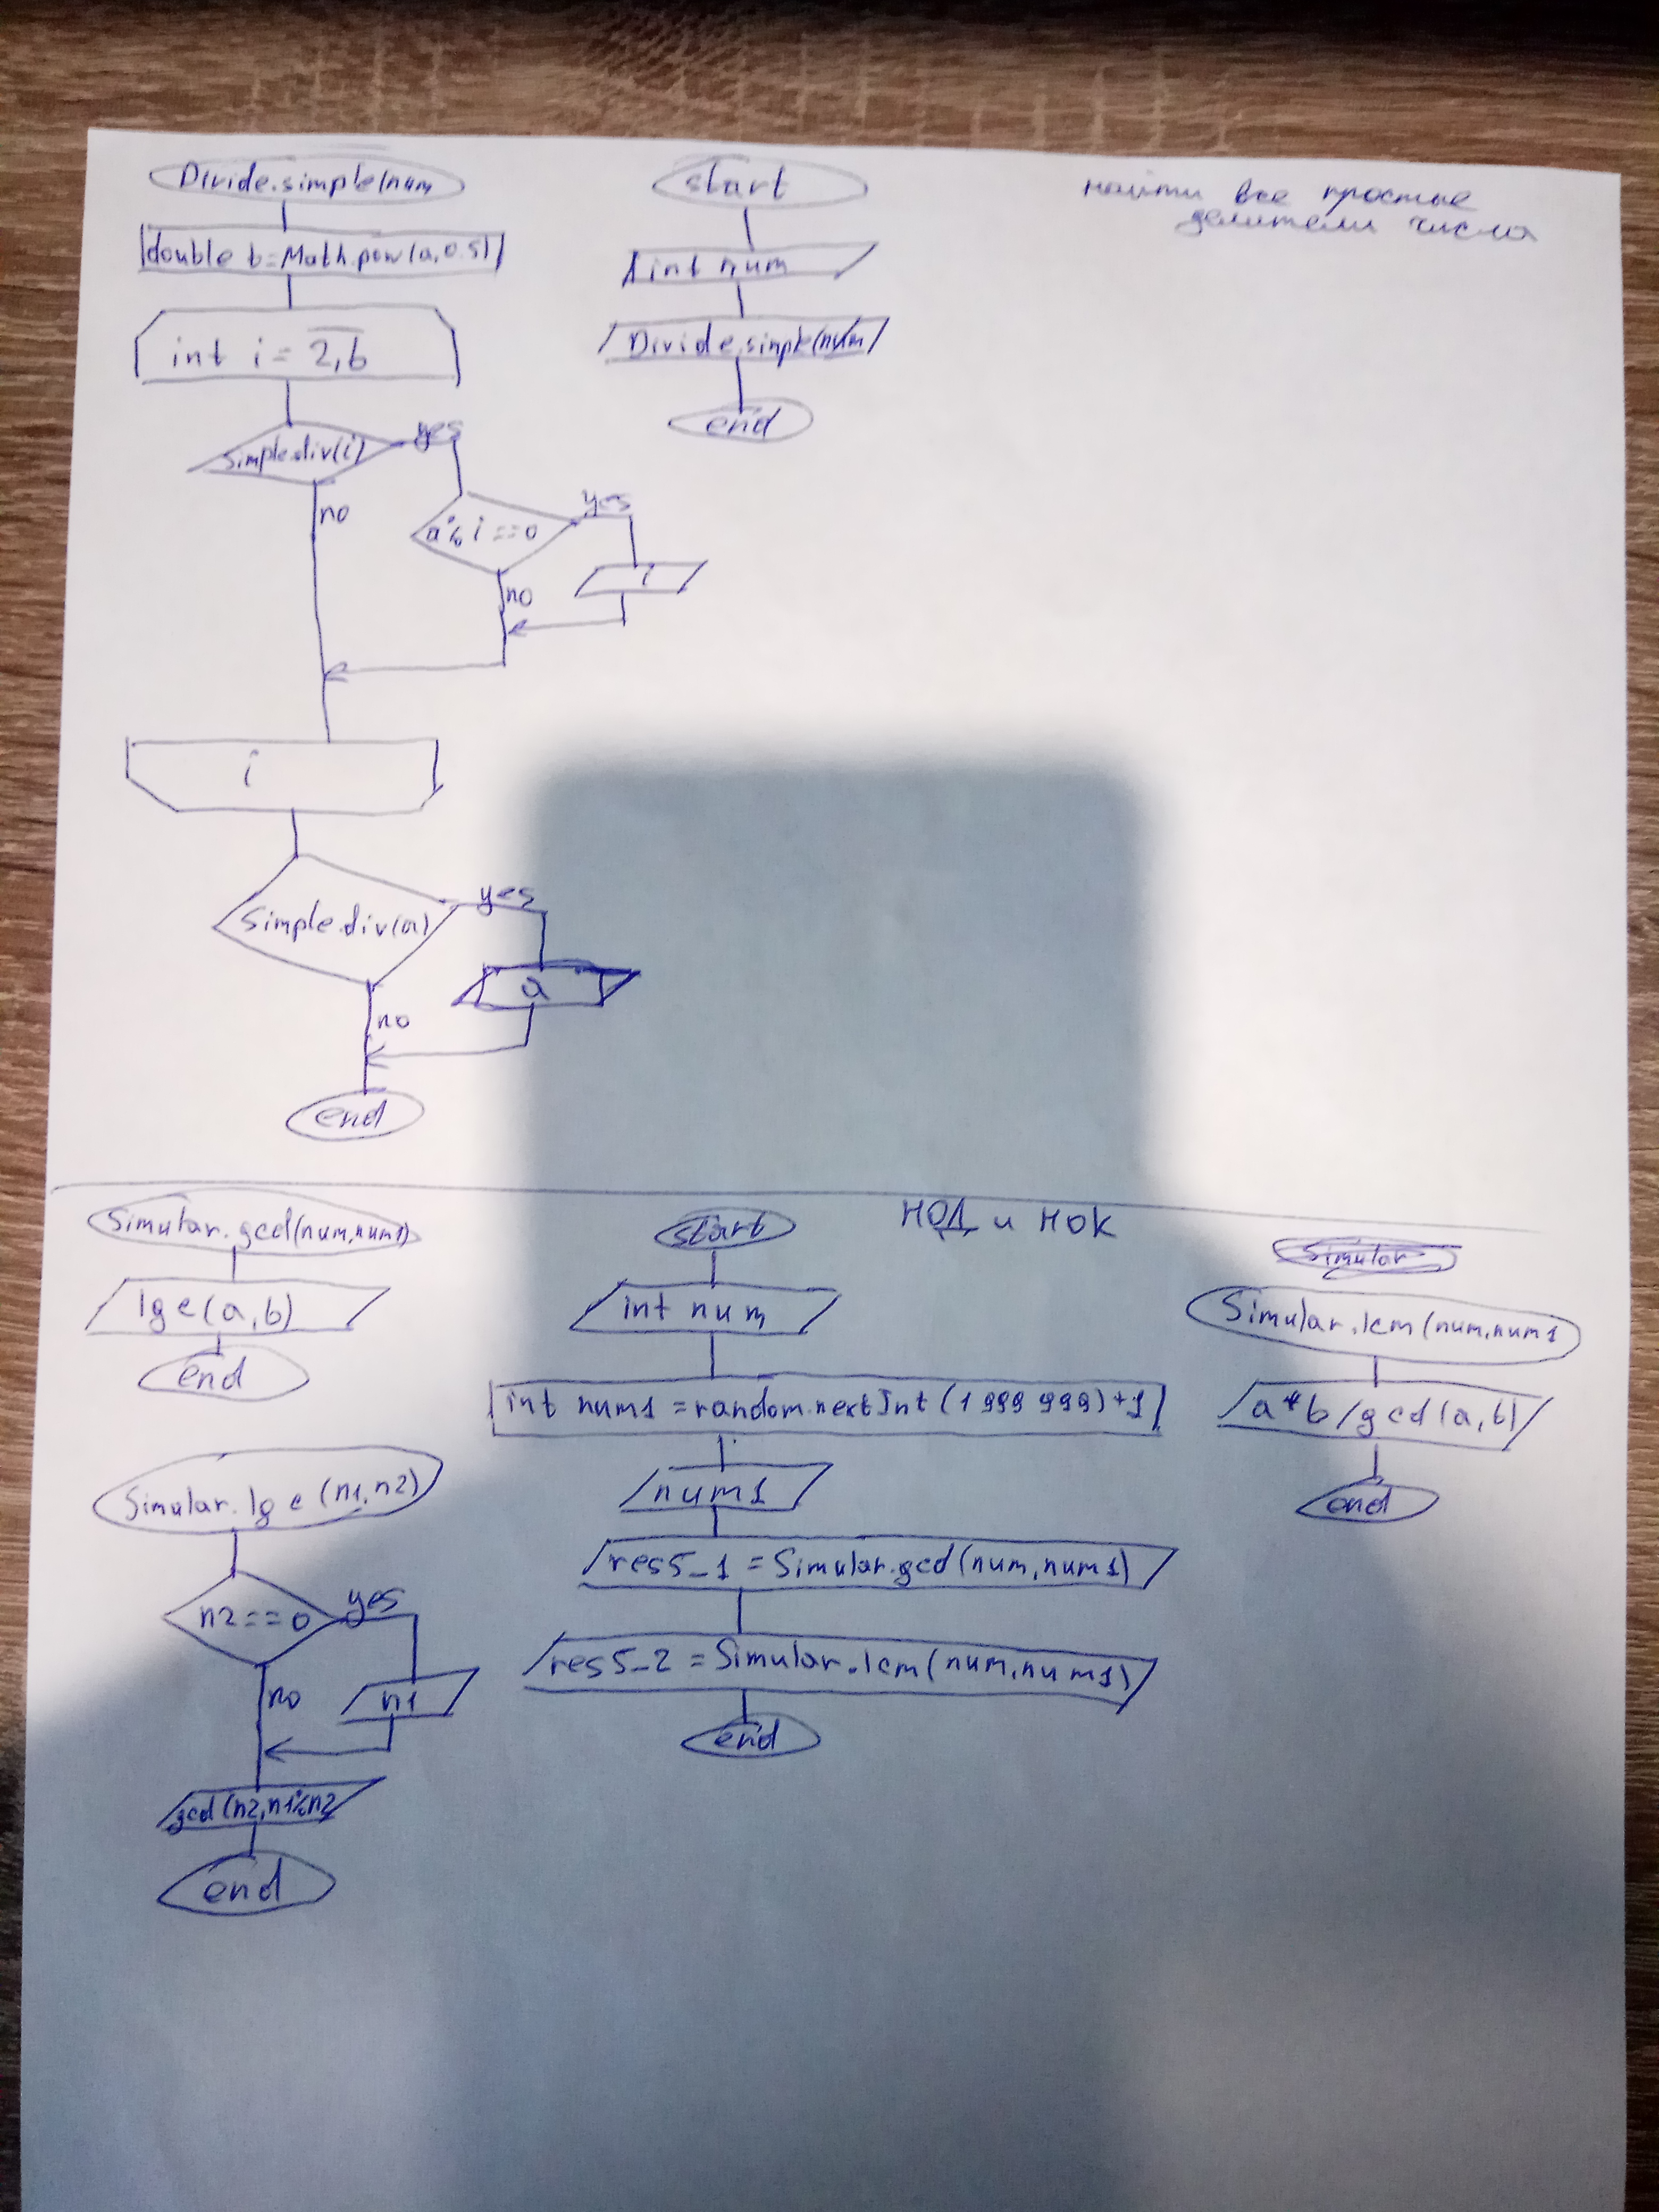 Divide.simple(num
double b=Math.pow(a,0.5)
int i = 2,b
simple.div(i)
yes
no
a%i==0
yes
no
i
i
Simple.div(a)
yes
a
no
end
start
int num
Divide.simple(num)
end
найти все простые
делители числа
НОД и НОК
Simular.gcd(num,num1)
lge(a,b)
end
Simular.lge(n1,n2)
n2==0
yes
no
n1
gcd(n2,n1%n2
end
start
int num
int num1 =random.nextInt(1 999 999)+1
num1
res5_1 = Simular.gcd(num,num1)
res5_2 = Simular.lcm(num,num1)
end
Simular
Simular.lcm(num,num1
a*b/gcd(a,b)
end